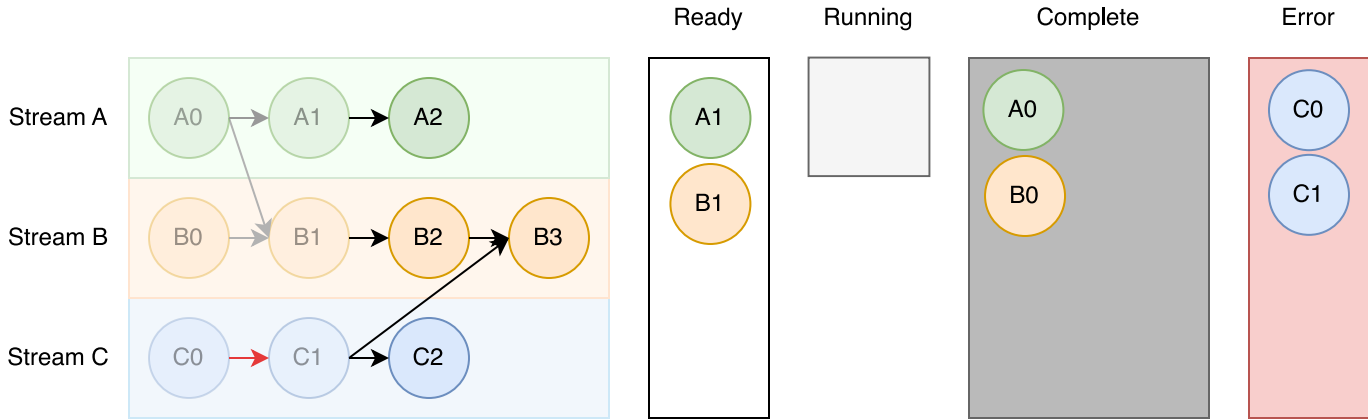 Ready Running Complete Error
Stream A A0 A1 A2 A1 A0 C0
B1 B0 C1
Stream B B0 B1 B2 B3
Stream C C0 C1 C2